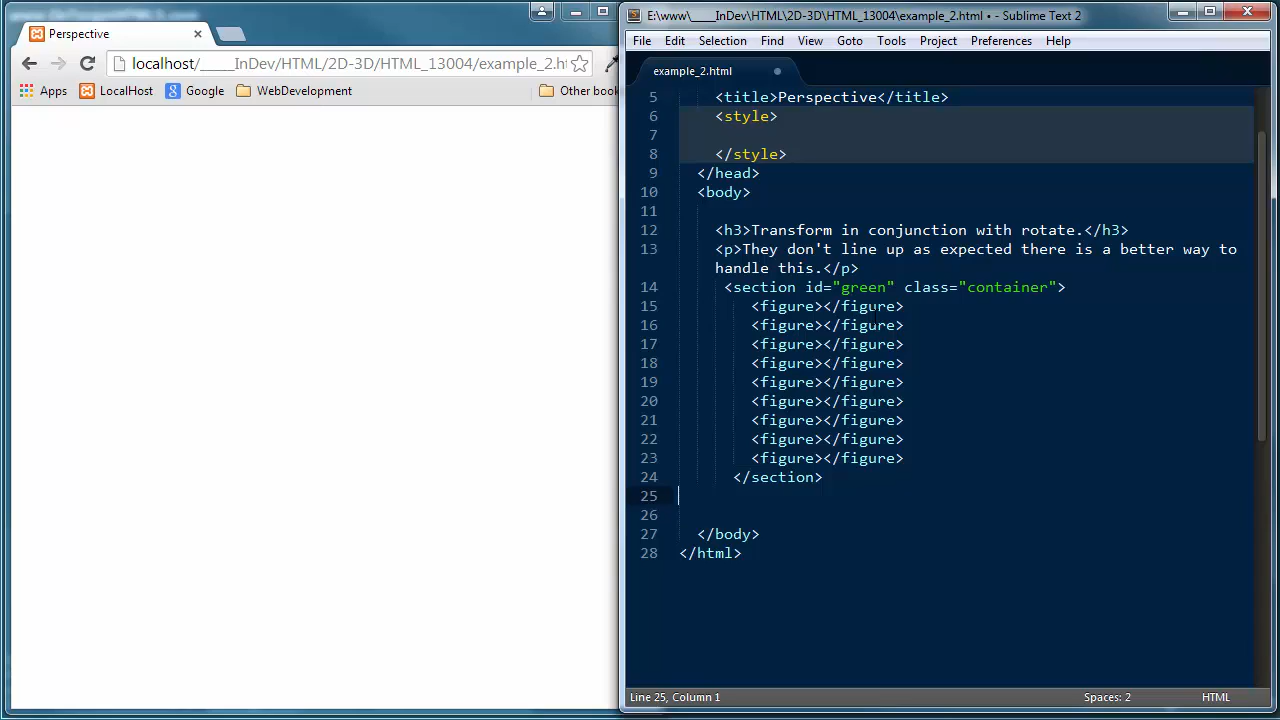 Perspective
localhost/_____InDev/HTML/2D-3D/HTML_13004/example_2.h
Apps LocalHost Google WebDevelopment Other book
E:\www\_____InDev\HTML\2D-3D\HTML_13004\example_2.html • - Sublime Text 2
File Edit Selection Find View Goto Tools Project Preferences Help
example_2.html
5 <title>Perspective</title>
6 <style>
7
8 </style>
9 </head>
10 <body>
11
12 <h3>Transform in conjunction with rotate.</h3>
13 <p>They don't line up as expected there is a better way to
handle this.</p>
14 <section id="green" class="container">
15 <figure></figure>
16 <figure></figure>
17 <figure></figure>
18 <figure></figure>
19 <figure></figure>
20 <figure></figure>
21 <figure></figure>
22 <figure></figure>
23 <figure></figure>
24 </section>
25
26
27 </body>
28 </html>
Line 25, Column 1 Spaces: 2 HTML